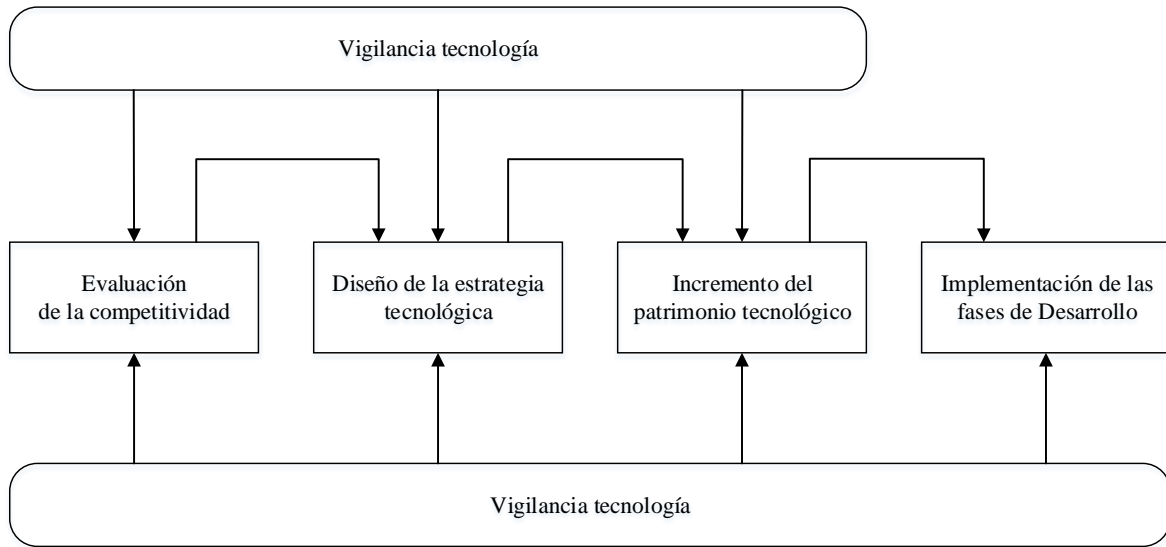 Vigilancia tecnología
Evaluación
de la competitividad
Diseño de la estrategia
tecnológica
Incremento del
patrimonio tecnológico
Implementación de las
fases de Desarrollo
Vigilancia tecnología